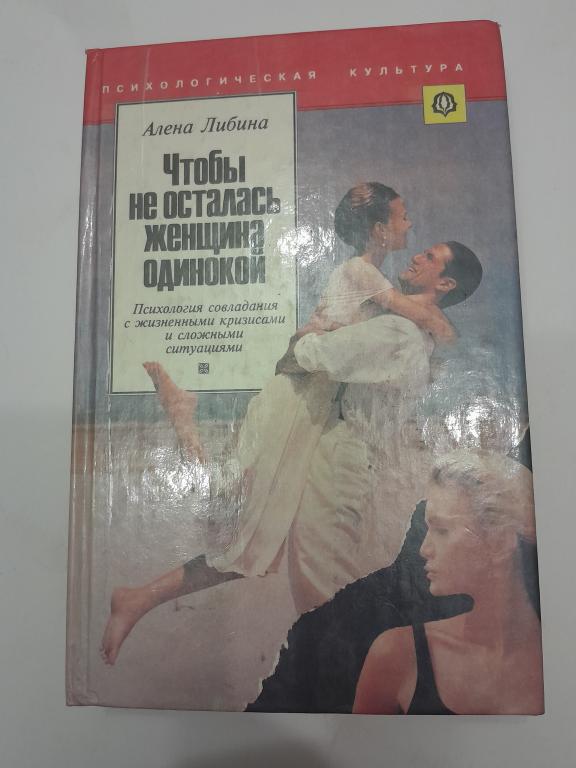 ПСИХОЛОГИЧЕСКАЯ КУЛЬТУРА
Алена Либина
Чтобы
не осталась
женщина
одинокой
Психология совладания
с жизненными кризисами
и сложными
ситуациями